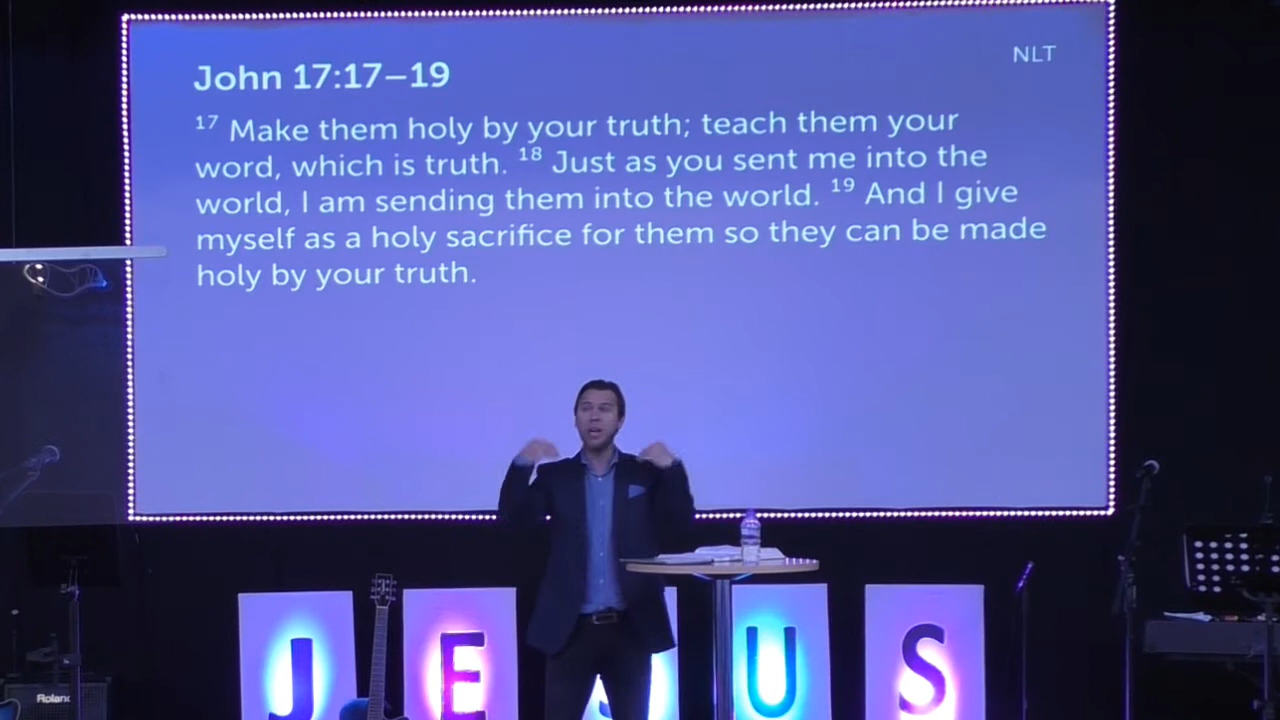 NLT
John 17:17–19
17 Make them holy by your truth; teach them your
word, which is truth. 18 Just as you sent me into the
world, I am sending them into the world. 19 And I give
myself as a holy sacrifice for them so they can be made
holy by your truth.
J E S U S
Roland